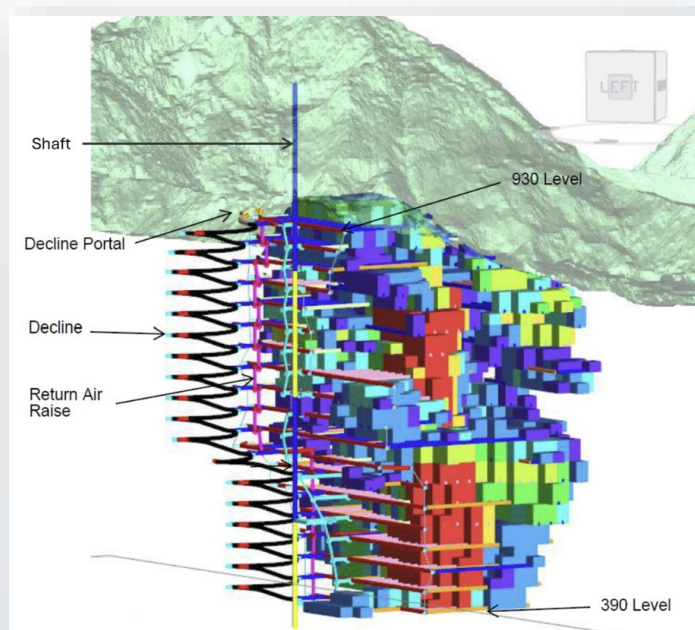 LEFT
Shaft
930 Level
Decline Portal
Decline
Return Air
Raise
390 Level